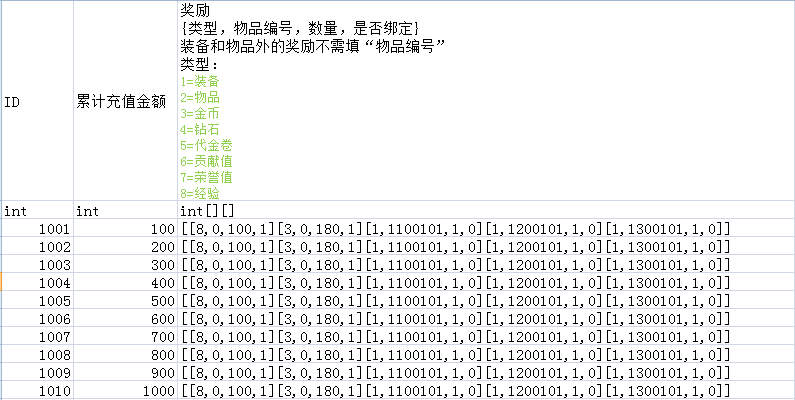 奖励
{类型，物品编号，数量，是否绑定}
装备和物品外的奖励不需填“物品编号”
类型：
1=装备
2=物品
3=金币
4=钻石
5=代金卷
6=贡献值
7=荣誉值
8=经验
ID 累计充值金额
int int int[][]
1001 100 [[8,0,100,1][3,0,180,1][1,1100101,1,0][1,1200101,1,0][1,1300101,1,0]]
1002 200 [[8,0,100,1][3,0,180,1][1,1100101,1,0][1,1200101,1,0][1,1300101,1,0]]
1003 300 [[8,0,100,1][3,0,180,1][1,1100101,1,0][1,1200101,1,0][1,1300101,1,0]]
1004 400 [[8,0,100,1][3,0,180,1][1,1100101,1,0][1,1200101,1,0][1,1300101,1,0]]
1005 500 [[8,0,100,1][3,0,180,1][1,1100101,1,0][1,1200101,1,0][1,1300101,1,0]]
1006 600 [[8,0,100,1][3,0,180,1][1,1100101,1,0][1,1200101,1,0][1,1300101,1,0]]
1007 700 [[8,0,100,1][3,0,180,1][1,1100101,1,0][1,1200101,1,0][1,1300101,1,0]]
1008 800 [[8,0,100,1][3,0,180,1][1,1100101,1,0][1,1200101,1,0][1,1300101,1,0]]
1009 900 [[8,0,100,1][3,0,180,1][1,1100101,1,0][1,1200101,1,0][1,1300101,1,0]]
1010 1000 [[8,0,100,1][3,0,180,1][1,1100101,1,0][1,1200101,1,0][1,1300101,1,0]]